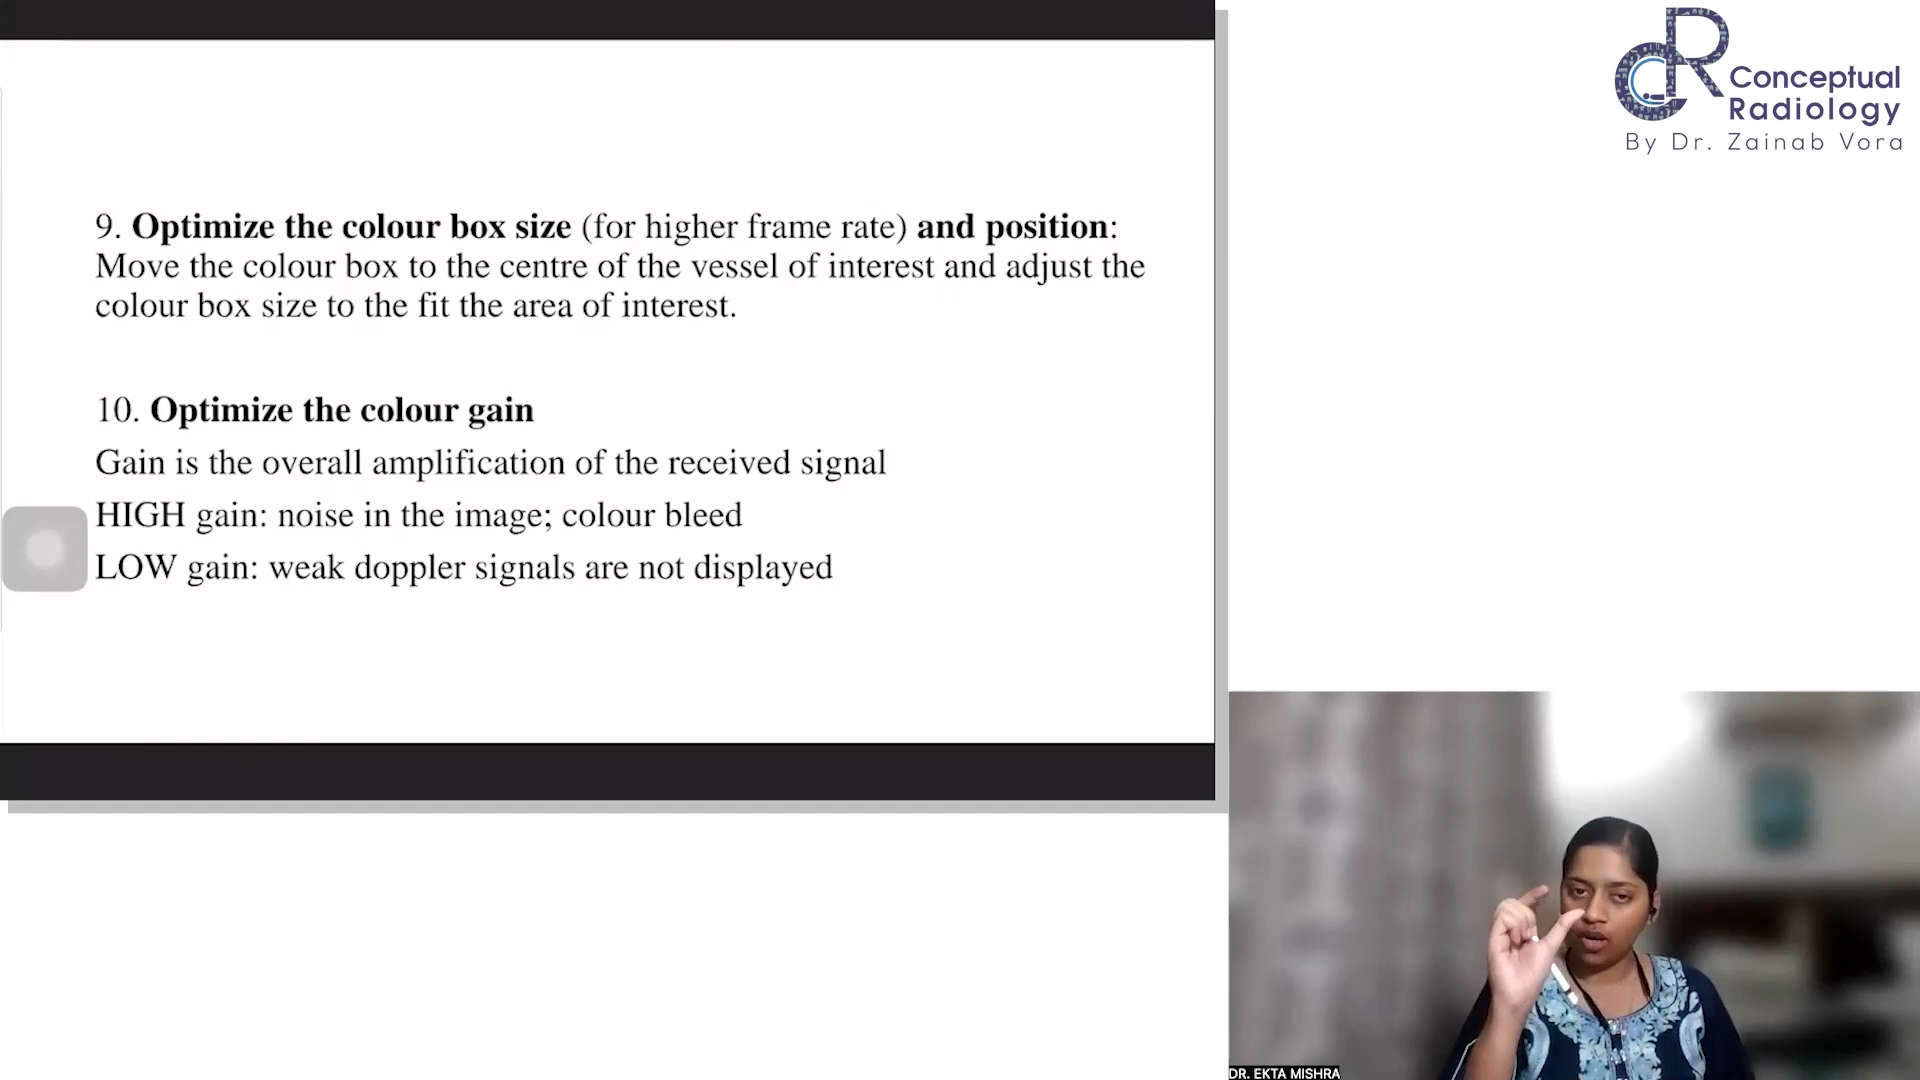 9. Optimize the colour box size (for higher frame rate) and position:
Move the colour box to the centre of the vessel of interest and adjust the
colour box size to the fit the area of interest.
10. Optimize the colour gain
Gain is the overall amplification of the received signal
HIGH gain: noise in the image; colour bleed
LOW gain: weak doppler signals are not displayed
CR Conceptual
Radiology
By Dr. Zainab Vora
DR. EKTA MISHRA